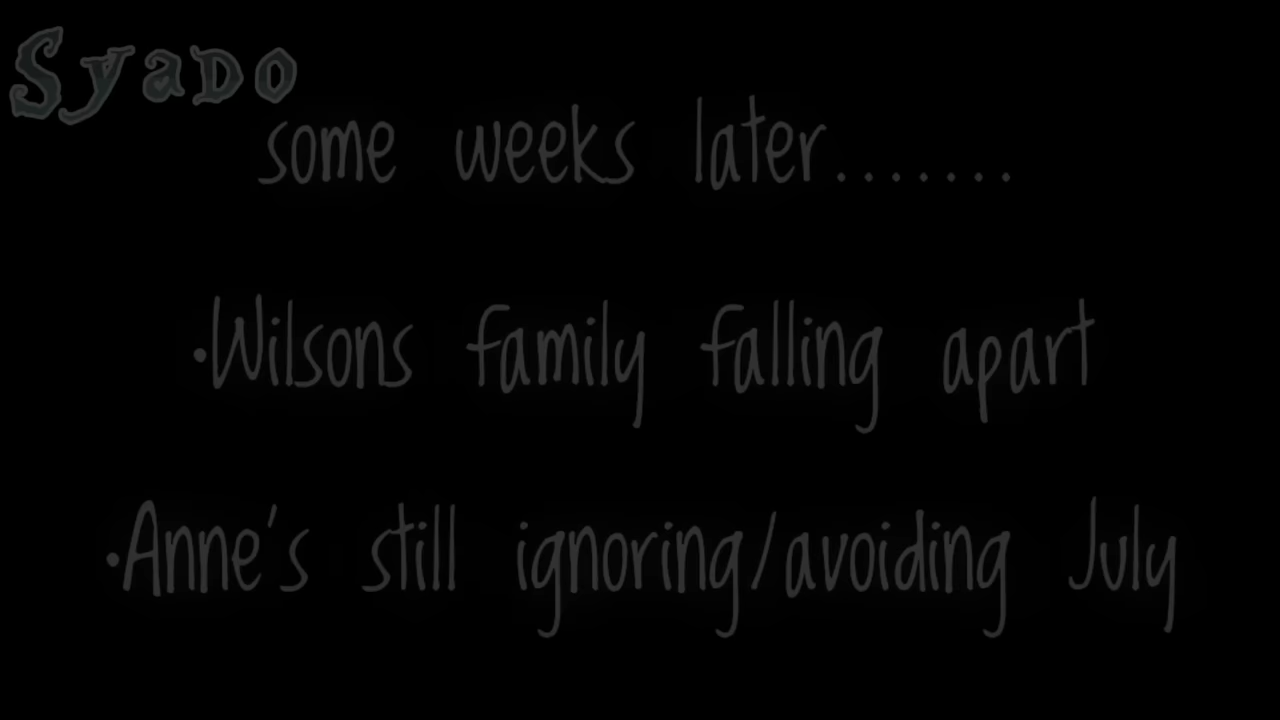 Syado
some weeks later.......
•Wilsons family falling apart
•Anne's still ignoring/avoiding July